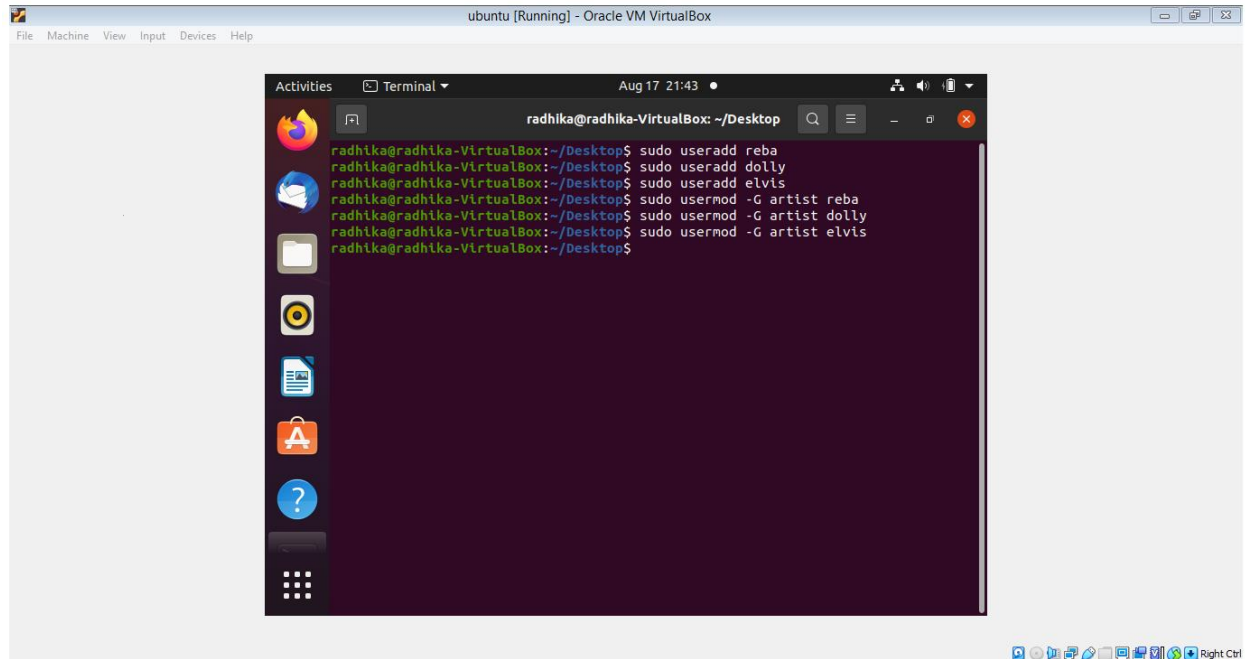 ubuntu [Running] - Oracle VM VirtualBox
File Machine View Input Devices Help
Activities Terminal Aug 17 21:43
radhika@radhika-VirtualBox: ~/Desktop
radhika@radhika-VirtualBox:~/Desktop$ sudo useradd reba
radhika@radhika-VirtualBox:~/Desktop$ sudo useradd dolly
radhika@radhika-VirtualBox:~/Desktop$ sudo useradd elvis
radhika@radhika-VirtualBox:~/Desktop$ sudo usermod -G artist reba
radhika@radhika-VirtualBox:~/Desktop$ sudo usermod -G artist dolly
radhika@radhika-VirtualBox:~/Desktop$ sudo usermod -G artist elvis
radhika@radhika-VirtualBox:~/Desktop$
Right Ctrl